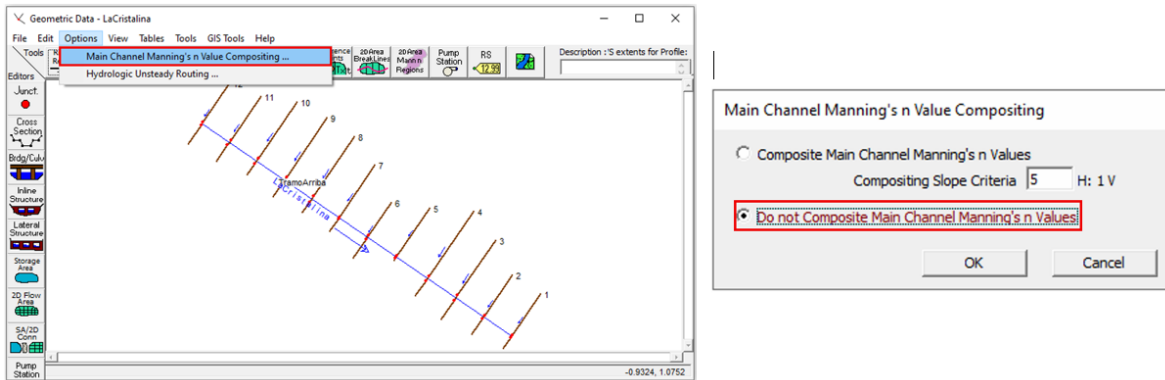 Geometric Data - LaCristalina
File Edit Options View Tables Tools GIS Tools Help
Tools
Main Channel Manning's n Value Compositing ...
Hydrologic Unsteady Routing ...
2D Area
BreakLines
2D Area
Mann n
Regions
Pump
Station
RS
12.99
Description :'S extents for Profile:
Editors
Junct.
Cross
Section
Brdg/Culv
Inline
Structure
Lateral
Structure
Storage
Area
2D Flow
Area
SA/2D
Conn
Pump
Station
11
10
9
8
7
6
5
4
3
2
1
TramoArriba
LaCristalina
-0.9324, 1.0752
Main Channel Manning's n Value Compositing
Composite Main Channel Manning's n Values
Compositing Slope Criteria 5 H: 1 V
Do not Composite Main Channel Manning's n Values
OK Cancel